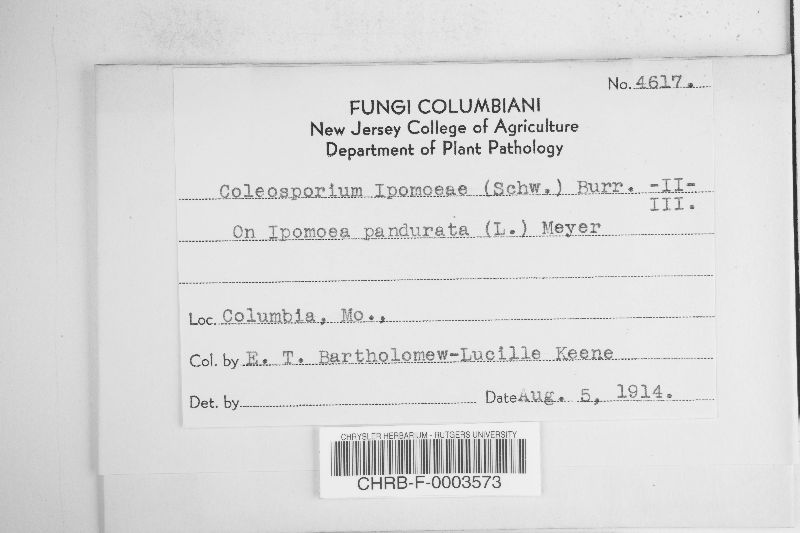 No. 4617.
FUNGI COLUMBIANI
New Jersey College of Agriculture
Department of Plant Pathology
Coleosporium Ipomoeae (Schw.) Burr. -II-
III.
On Ipomoea pandurata (L.) Meyer
Loc. Columbia, Mo.,
Col. by E. T. Bartholomew-Lucille Keene
Det. by Date Aug. 5, 1914.
CHRYSLER HERBARIUM - RUTGERS UNIVERSITY
CHRB-F-0003573